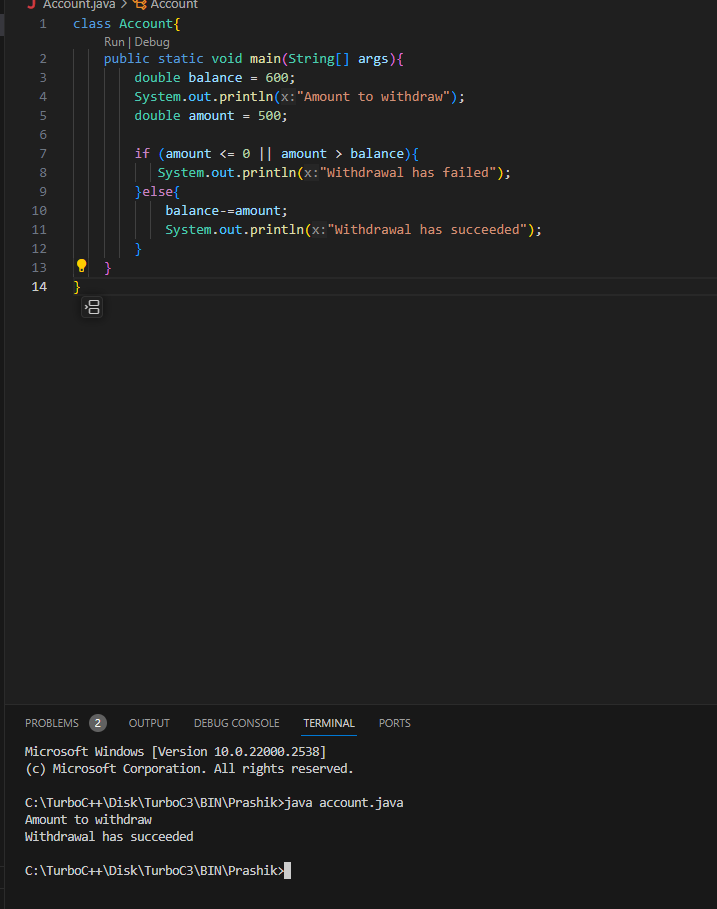 Account.java > Account
1 class Account{
Run | Debug
2 public static void main(String[] args){
3 double balance = 600;
4 System.out.println(x:"Amount to withdraw");
5 double amount = 500;
6
7 if (amount <= 0 || amount > balance){
8 System.out.println(x:"Withdrawal has failed");
9 }else{
10 balance-=amount;
11 System.out.println(x:"Withdrawal has succeeded");
12 }
13 }
14 }
PROBLEMS 2 OUTPUT DEBUG CONSOLE TERMINAL PORTS
Microsoft Windows [Version 10.0.22000.2538]
(c) Microsoft Corporation. All rights reserved.
C:\TurboC++\Disk\TurboC3\BIN\Prashik>java account.java
Amount to withdraw
Withdrawal has succeeded
C:\TurboC++\Disk\TurboC3\BIN\Prashik>